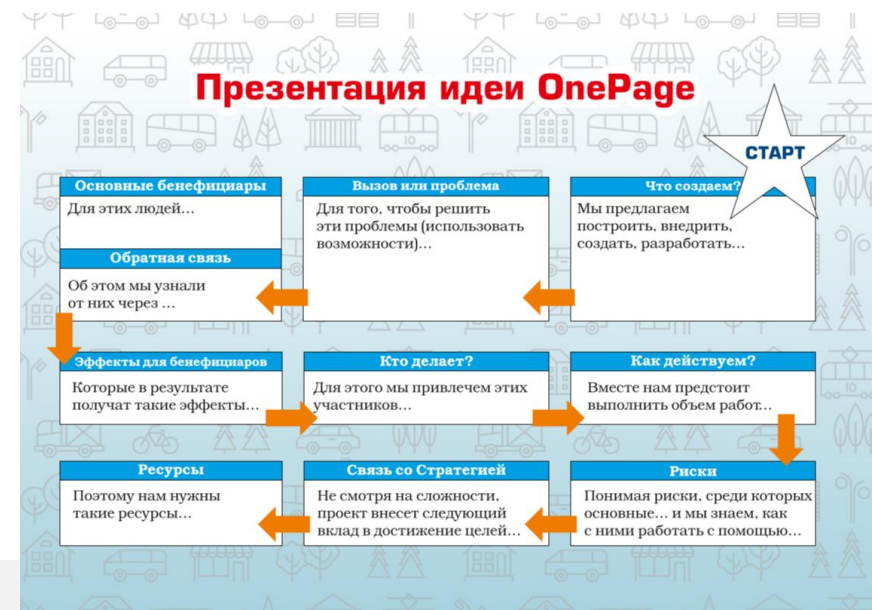 Презентация идеи OnePage
СТАРТ
Что создаем?
Мы предлагаем
построить, внедрить,
создать, разработать...
Вызов или проблема
Для того, чтобы решить
эти проблемы (использовать
возможности)...
Основные бенефициары
Для этих людей...
Обратная связь
Об этом мы узнали
от них через ...
Эффекты для бенефициаров
Которые в результате
получат такие эффекты...
Кто делает?
Для этого мы привлечем этих
участников...
Как действуем?
Вместе нам предстоит
выполнить объем работ...
Риски
Понимая риски, среди которых
основные... и мы знаем, как
с ними работать с помощью...
Связь со Стратегией
Не смотря на сложности,
проект внесет следующий
вклад в достижение целей...
Ресурсы
Поэтому нам нужны
такие ресурсы...
10
10